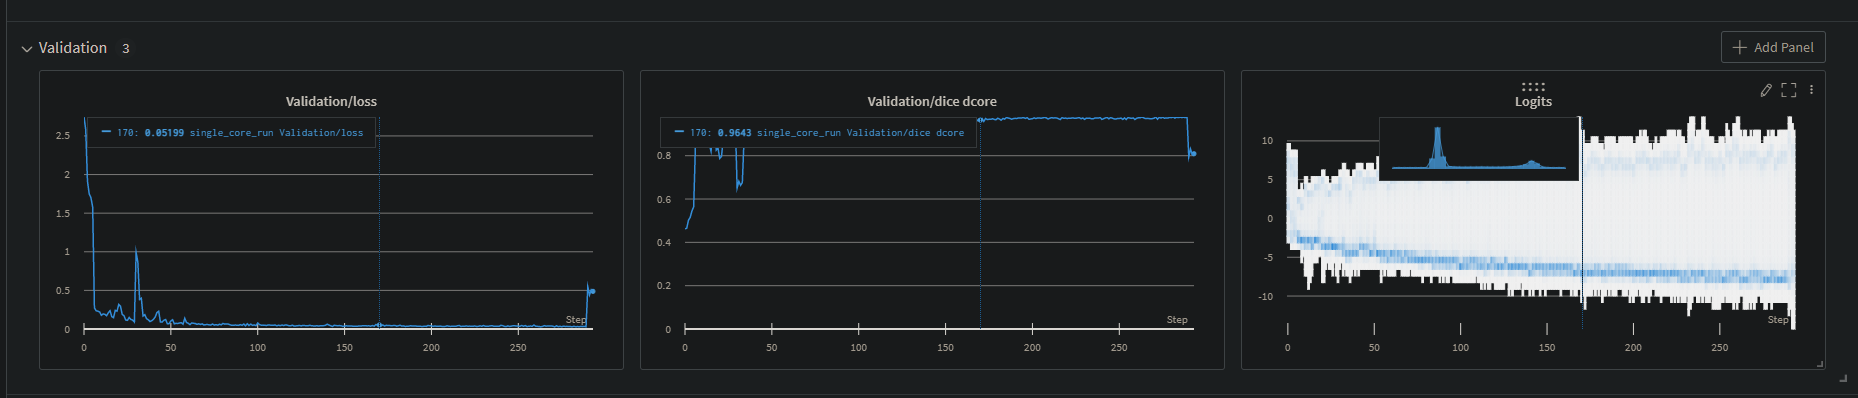 Validation 3
Add Panel
Validation/loss
170: 0.05199 single_core_run Validation/loss
2.5
2
1.5
1
0.5
0
Step
0 50 100 150 200 250
Validation/dice dcore
170: 0.9643 single_core_run Validation/dice dcore
0.8
0.6
0.4
0.2
0
Step
0 50 100 150 200 250
Logits
10
5
0
-5
-10
Step
0 50 100 150 200 250